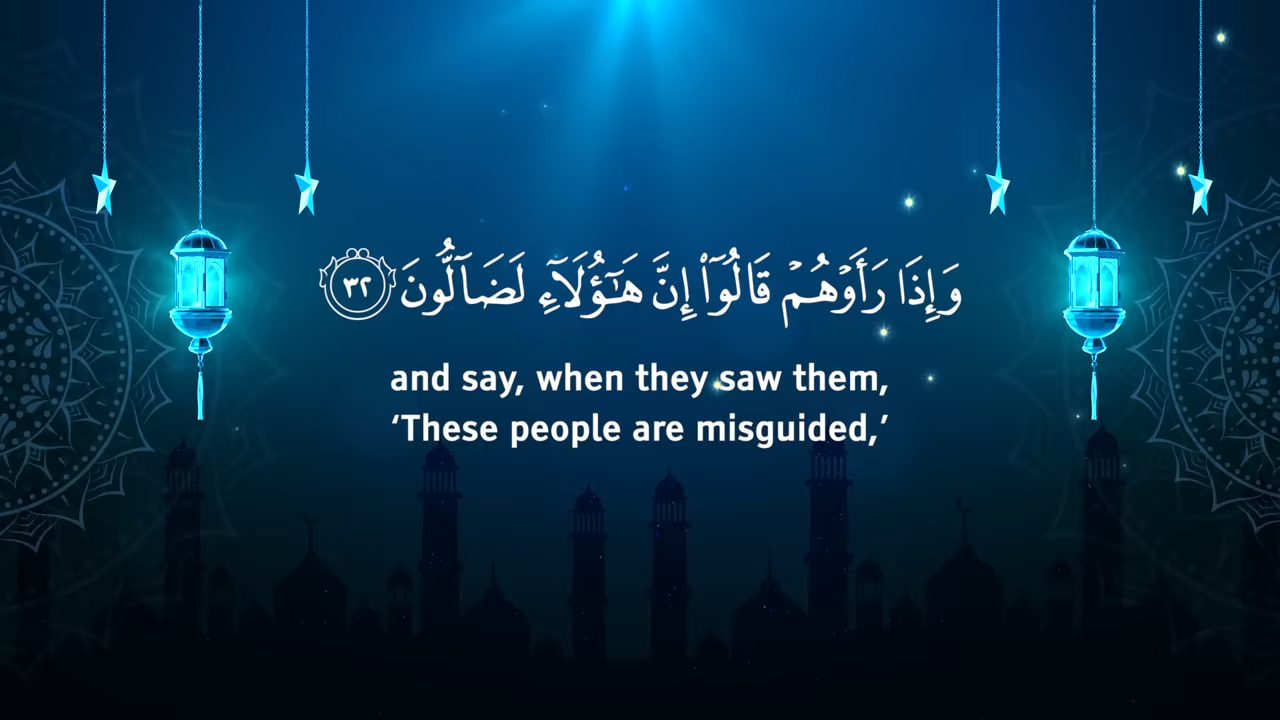 وَإِذَا رَأَوۡهُمۡ قَالُوٓاْ إِنَّ هَـٰٓؤُلَآءِ لَضَآلُّونَ ٣٢
and say, when they saw them,
‘These people are misguided,’